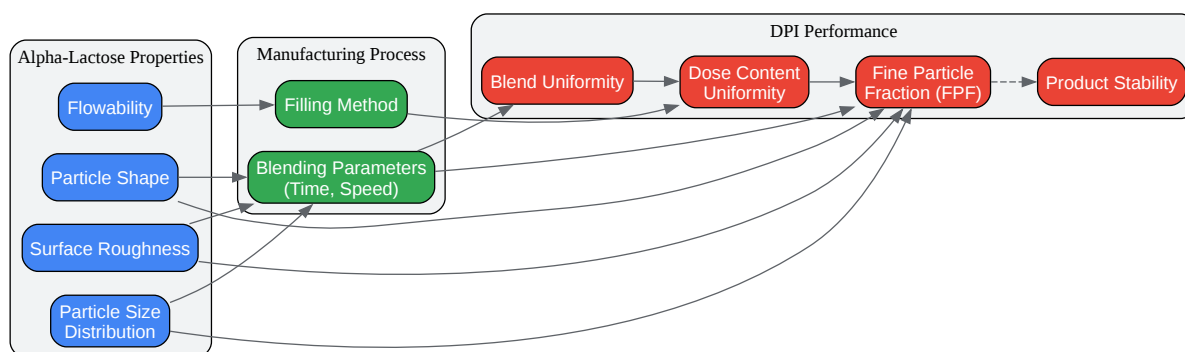 Alpha-Lactose Properties
Flowability
Particle Shape
Surface Roughness
Particle Size
Distribution
Manufacturing Process
Filling Method
Blending Parameters
(Time, Speed)
DPI Performance
Blend Uniformity
Dose Content
Uniformity
Fine Particle
Fraction (FPF)
Product Stability